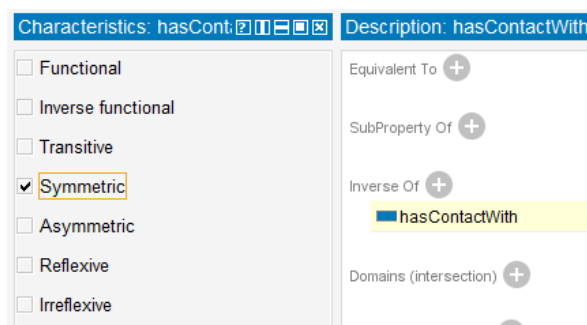 Characteristics: hasConta
Description: hasContactWith
Functional
Inverse functional
Transitive
Symmetric
Asymmetric
Reflexive
Irreflexive
Equivalent To
SubProperty Of
Inverse Of
hasContactWith
Domains (intersection)